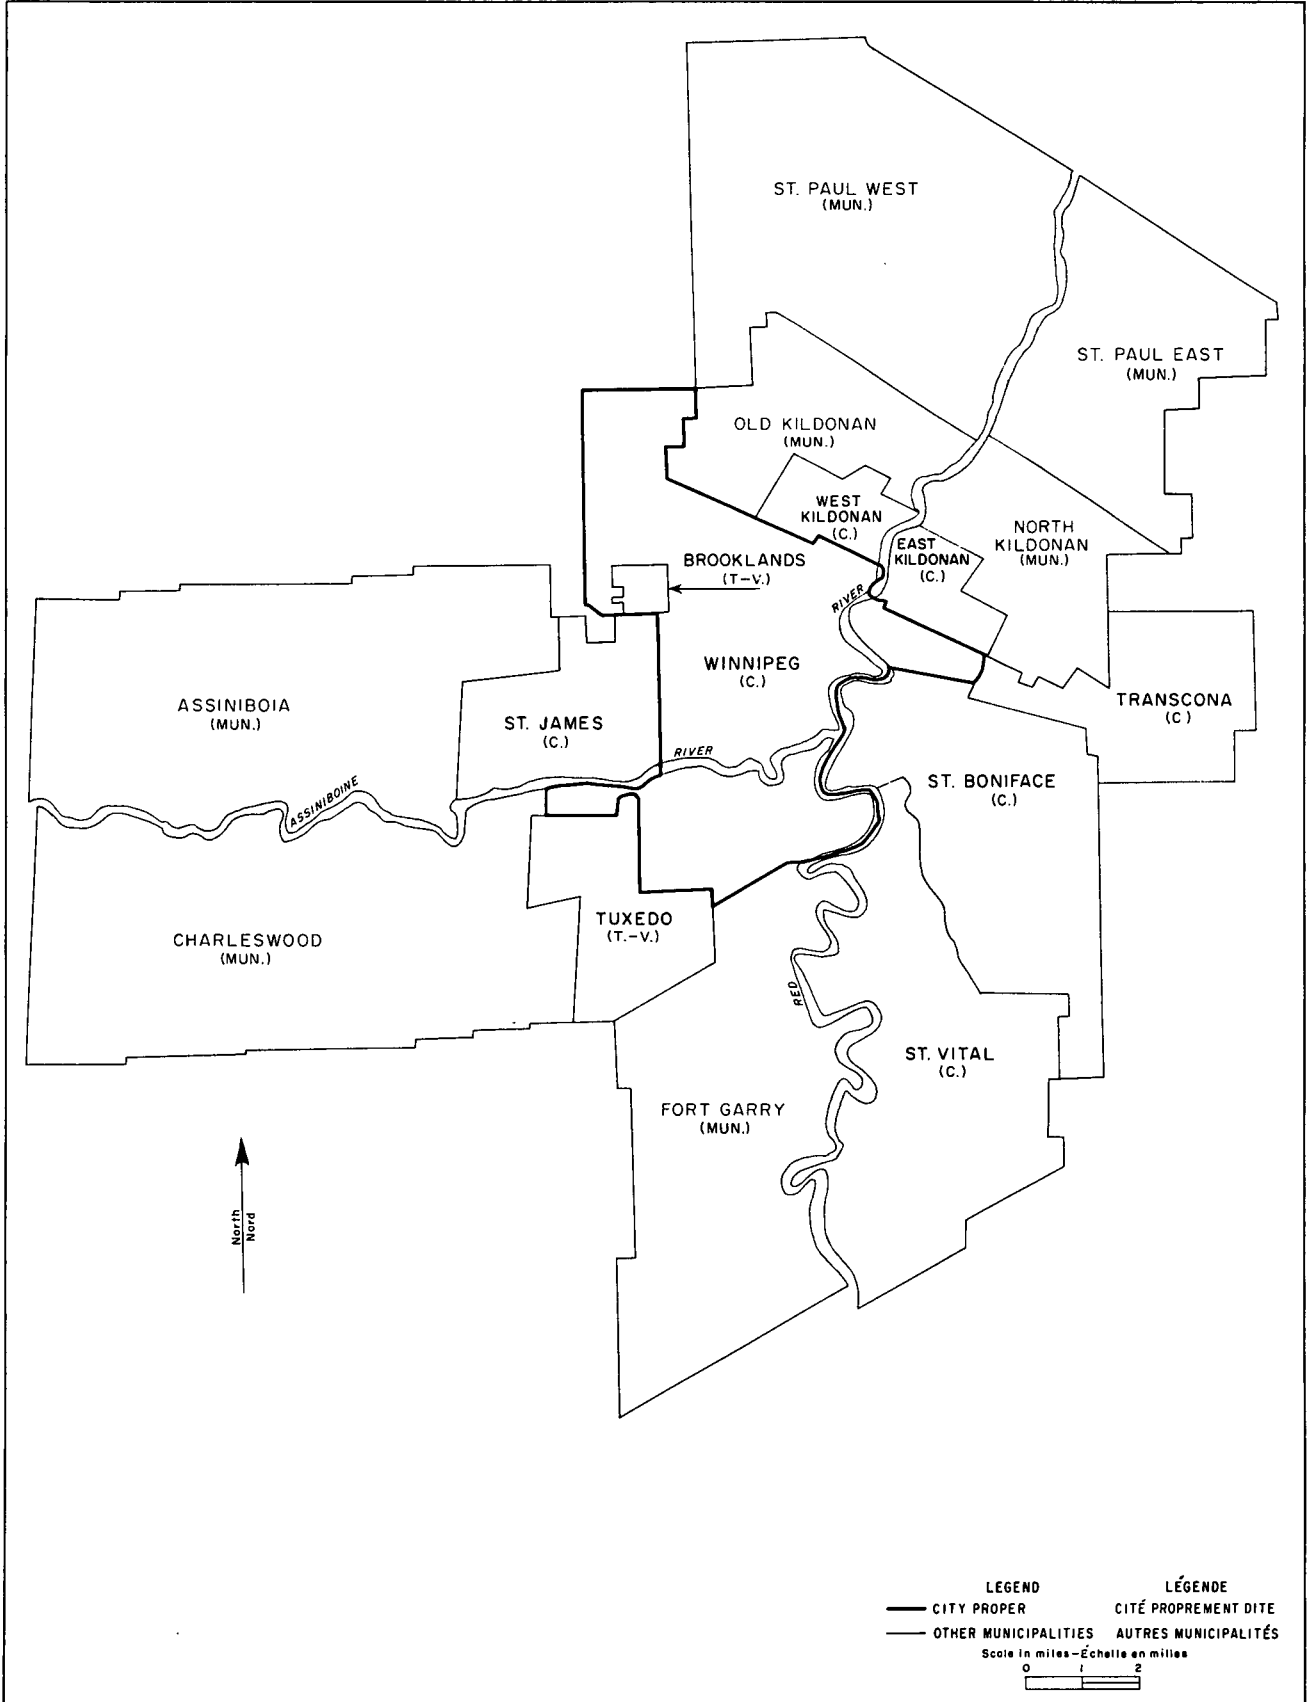 ST. PAUL WEST
(MUN.)
ST. PAUL EAST
(MUN.)
OLD KILDONAN
(MUN.)
WEST
KILDONAN
(C.)
EAST
KILDONAN
(C.)
NORTH
KILDONAN
(MUN.)
BROOKLANDS
(T-V.)
RIVER
WINNIPEG
(C.)
TRANSCONA
(C)
ASSINIBOIA
(MUN.)
ST. JAMES
(C.)
RIVER
ASSINIBOINE
ST. BONIFACE
(C.)
CHARLESWOOD
(MUN.)
TUXEDO
(T.-V.)
RED
ST. VITAL
(C.)
FORT GARRY
(MUN.)
North
Nord
LEGEND LÉGENDE
CITY PROPER CITÉ PROPREMENT DITE
OTHER MUNICIPALITIES AUTRES MUNICIPALITÉS
Scale in miles-Échelle en milles
0 1 2